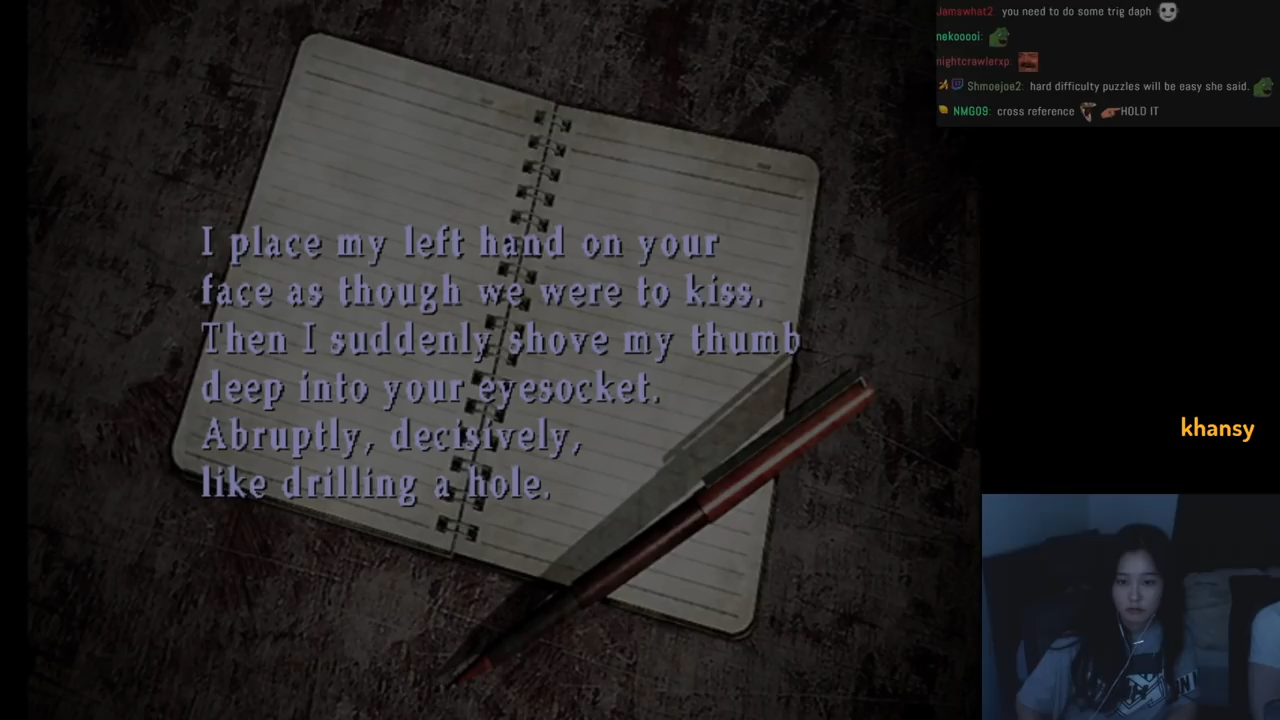 I place my left hand on your
face as though we were to kiss.
Then I suddenly shove my thumb
deep into your eyesocket.
Abruptly, decisively,
like drilling a hole.
Jamswhat2: you need to do some trig daph
nekooooi:
nightcrawlerxp:
Shmoejoe2: hard difficulty puzzles will be easy she said.
NMG09: cross reference HOLD IT
khansy